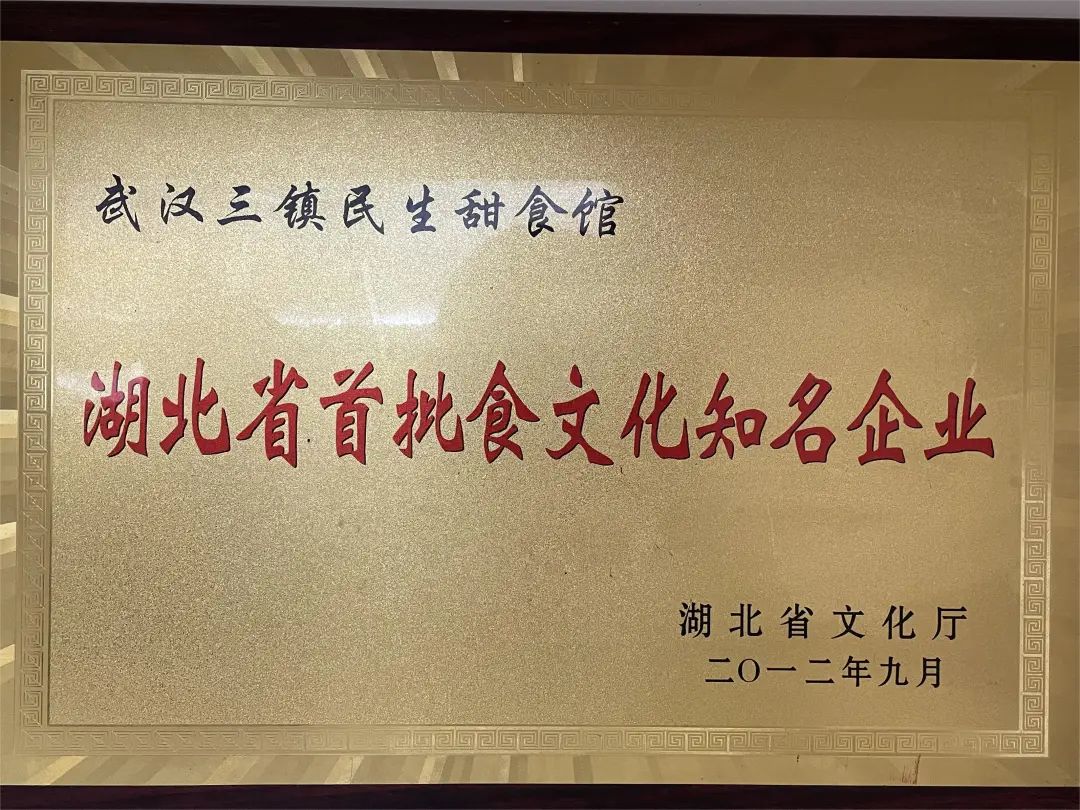 武汉三镇民生甜食馆
湖北省首批食文化知名企业
湖北省文化厅
二〇一二年九月